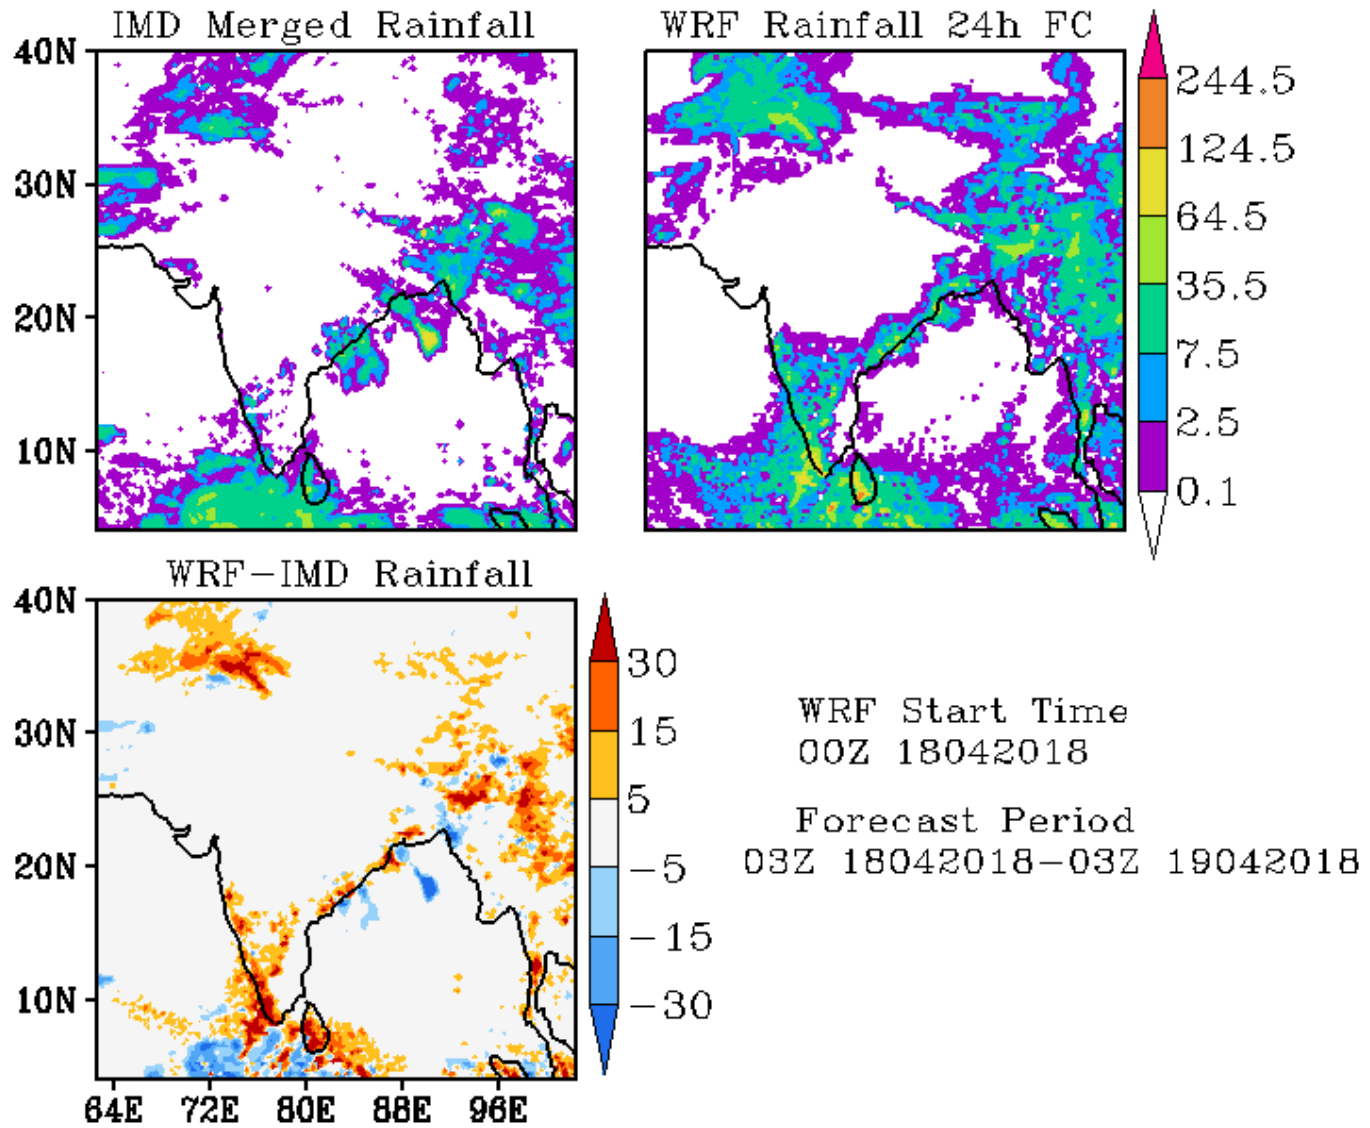 IMD Merged Rainfall
WRF Rainfall 24h FC
40N
30N
20N
10N
244.5
124.5
64.5
35.5
7.5
2.5
0.1
WRF-IMD Rainfall
40N
30N
20N
10N
64E 72E 80E 88E 96E
30
15
5
-5
-15
-30
WRF Start Time
00Z 18042018
Forecast Period
03Z 18042018-03Z 19042018